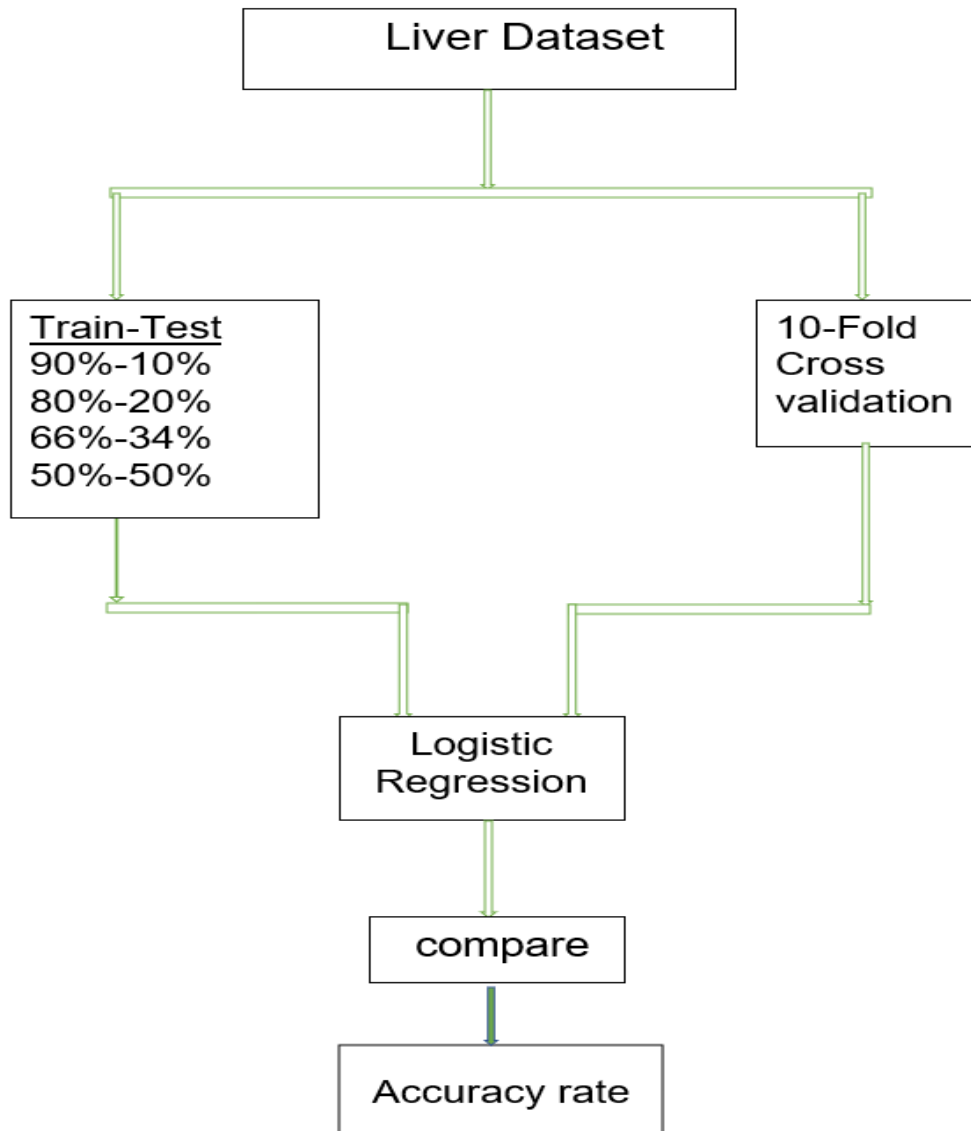 Liver Dataset
Train-Test
90%-10%
80%-20%
66%-34%
50%-50%
10-Fold
Cross
validation
Logistic
Regression
compare
Accuracy rate